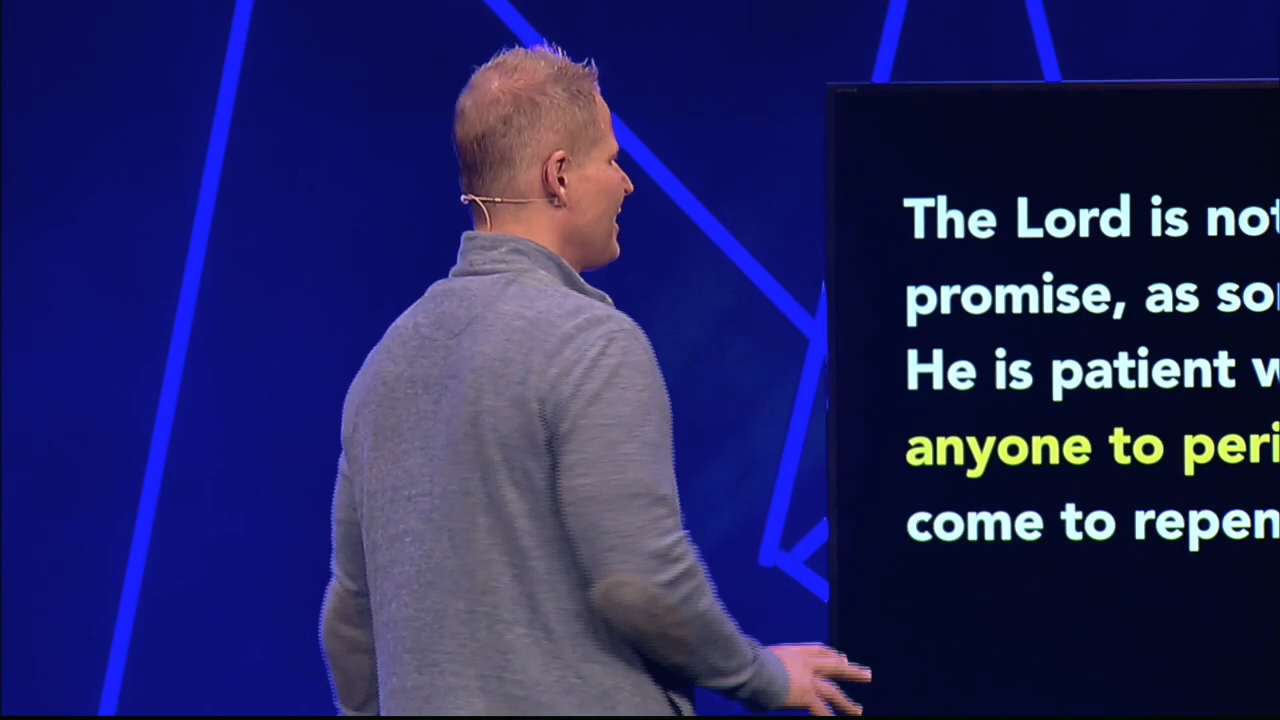 The Lord is not
promise, as so
He is patient
anyone to peri
come to repen